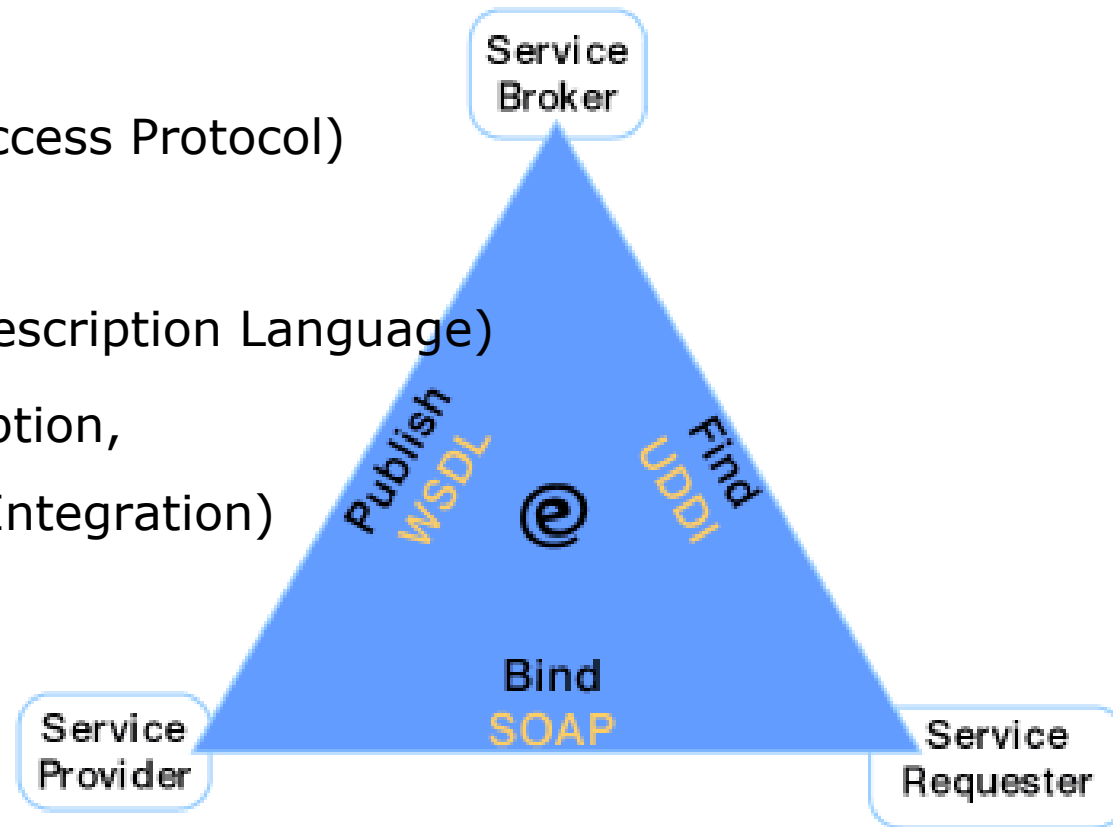 Service
Broker
ccess Protocol)
escription Language)
ption,
Integration)
Publish
WSDL
Find
UDDI
@
Bind
SOAP
Service
Provider
Service
Requester